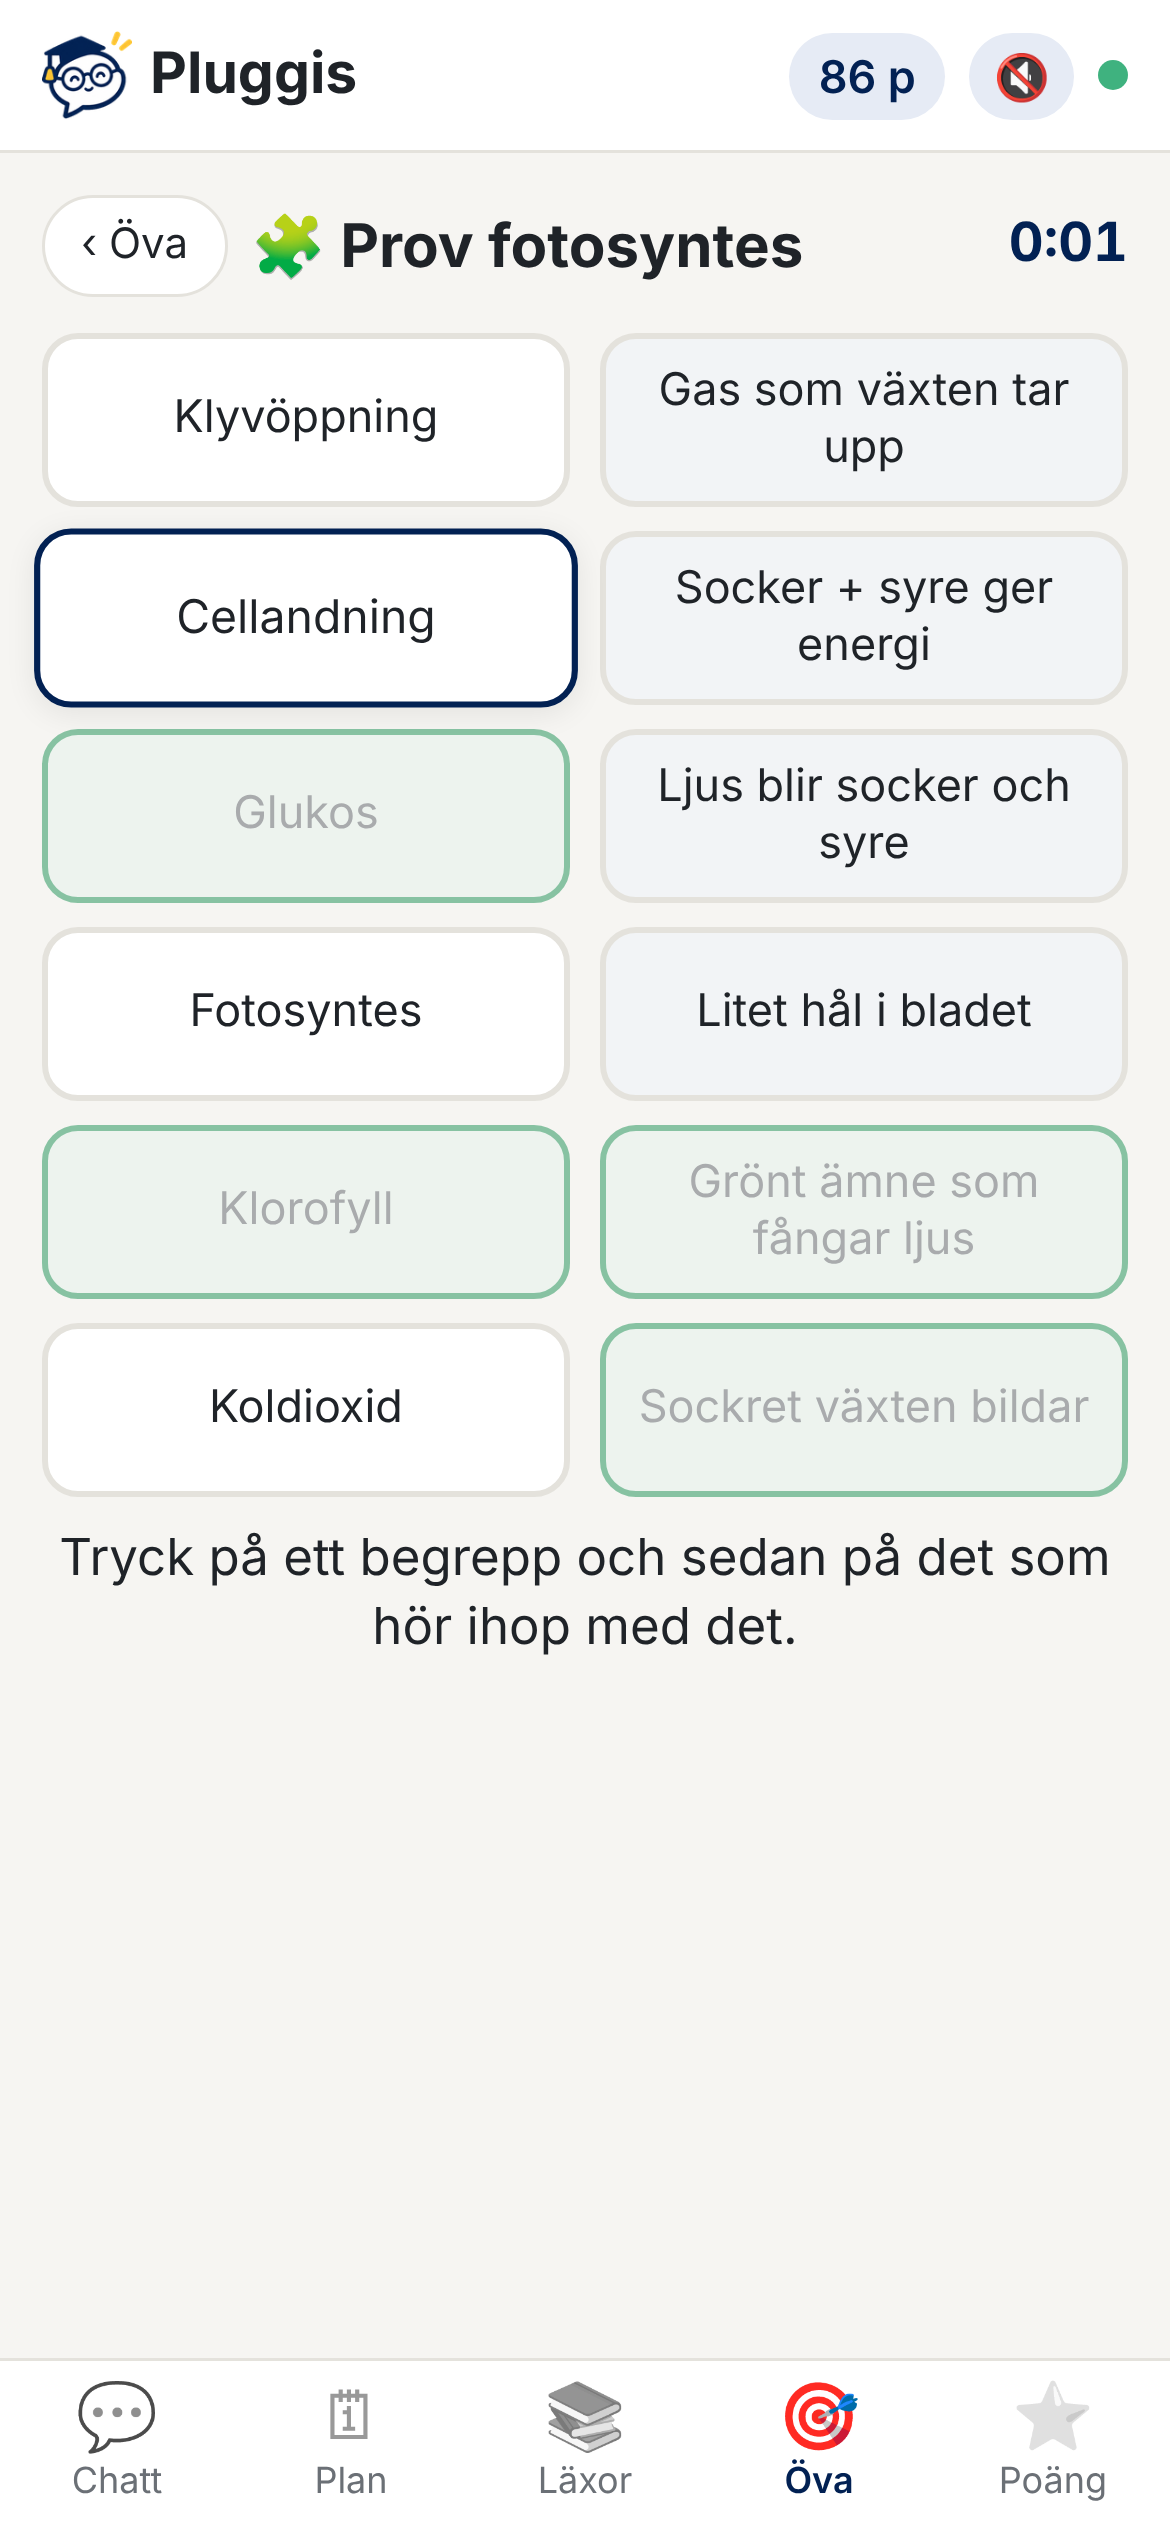 Pluggis
86 p
‹ Öva
Prov fotosyntes
0:01
Klyvöppning
Gas som växten tar
upp
Cellandning
Socker + syre ger
energi
Glukos
Ljus blir socker och
syre
Fotosyntes
Litet hål i bladet
Klorofyll
Grönt ämne som
fångar ljus
Koldioxid
Sockret växten bildar
Tryck på ett begrepp och sedan på det som
hör ihop med det.
Chatt
Plan
Läxor
Öva
Poäng